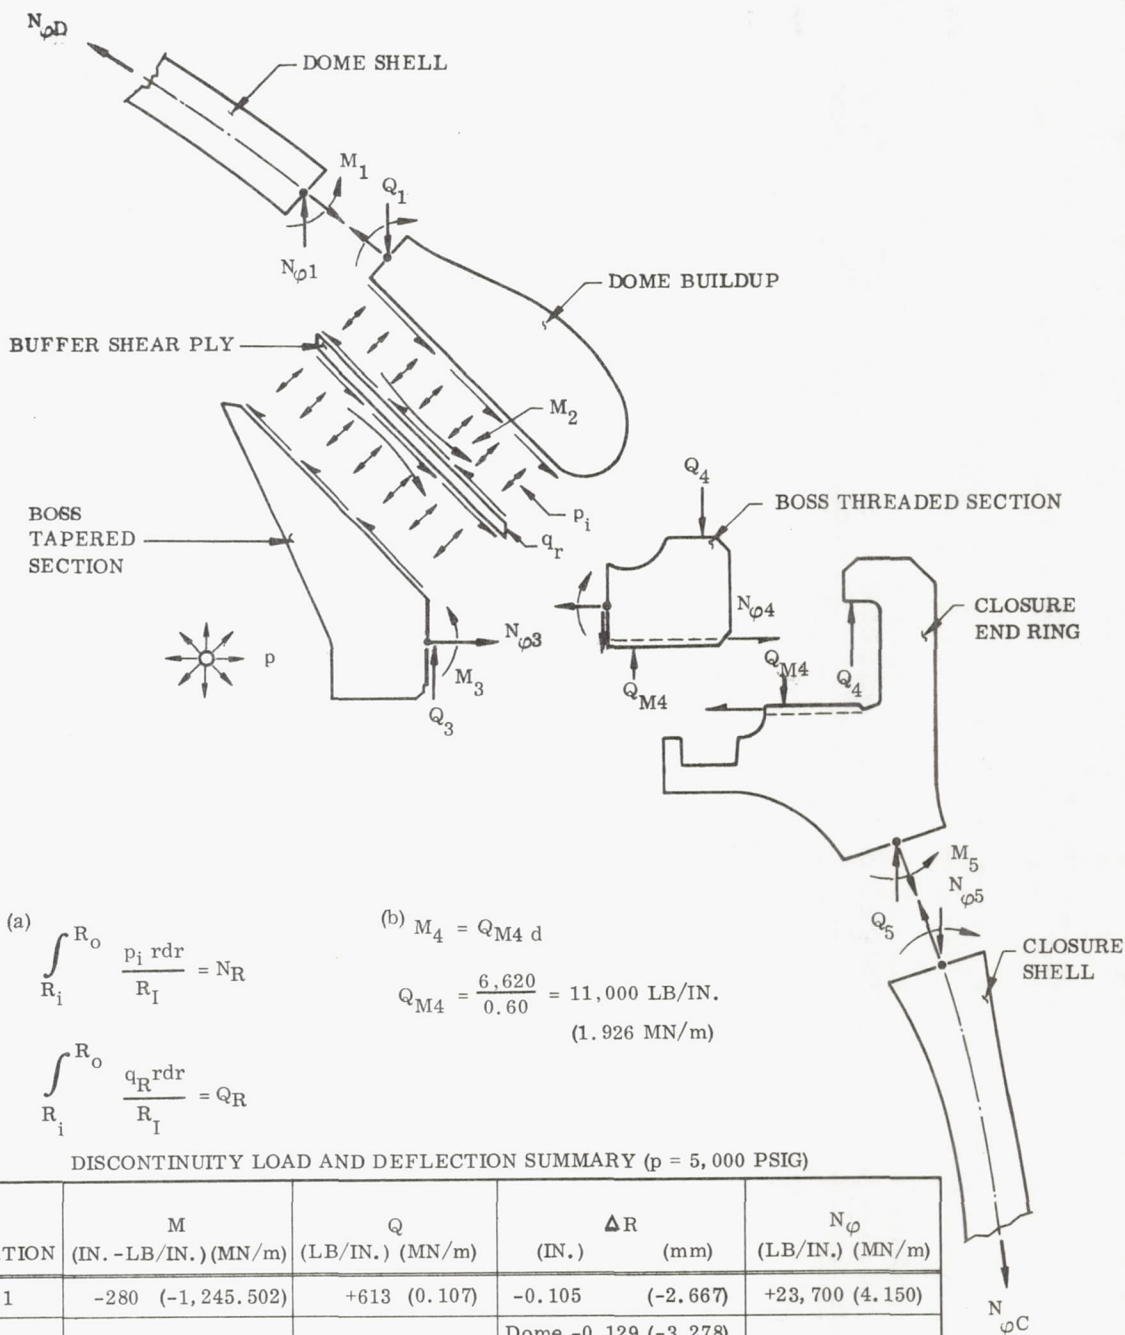 NφD
DOME SHELL
M1
Q1
Nφ1
DOME BUILDUP
BUFFER SHEAR PLY
M2
Q4
BOSS THREADED SECTION
pi
qr
BOSS
TAPERED
SECTION
Nφ4
CLOSURE
END RING
Nφ3
p
M3
QM4
QM4
Q4
Q3
M5
Nφ5
Q5
CLOSURE
SHELL
(a)
∫ Ri Ro pi rdr / RI = NR
(b) M4 = QM4 d
QM4 = 6,620 / 0.60 = 11,000 LB/IN.
(1.926 MN/m)
∫ Ri Ro qR rdr / RI = QR
DISCONTINUITY LOAD AND DEFLECTION SUMMARY (p = 5,000 PSIG)
TION M (IN.-LB/IN.) (MN/m) Q (LB/IN.) (MN/m) ΔR (IN.) (mm) Nφ (LB/IN.) (MN/m)
1 -280 (-1,245.502) +613 (0.107) -0.105 (-2.667) +23,700 (4.150)
Dome -0.129 (-3.278)
NφC